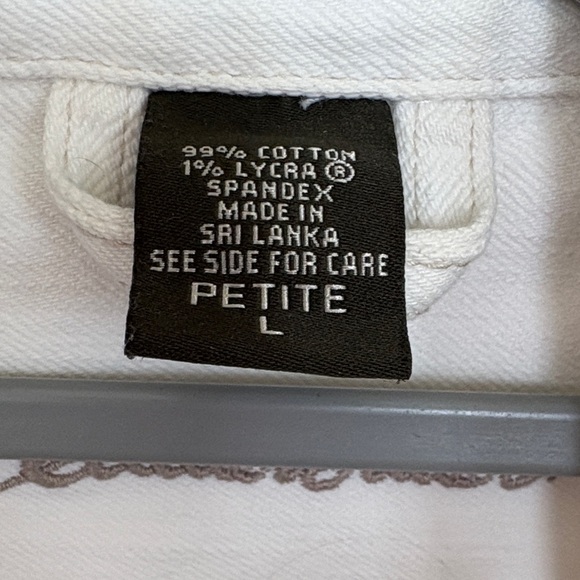 99% COTTON
1% LYCRA ®
SPANDEX
MADE IN
SRI LANKA
SEE SIDE FOR CARE
PETITE
L